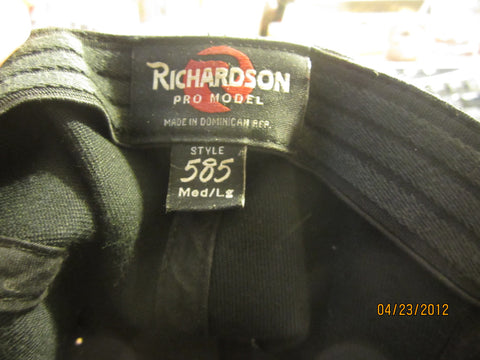 RICHARDSON
PRO MODEL
MADE IN DOMINICAN REP.
STYLE
585
Med/Lg
04/23/2012